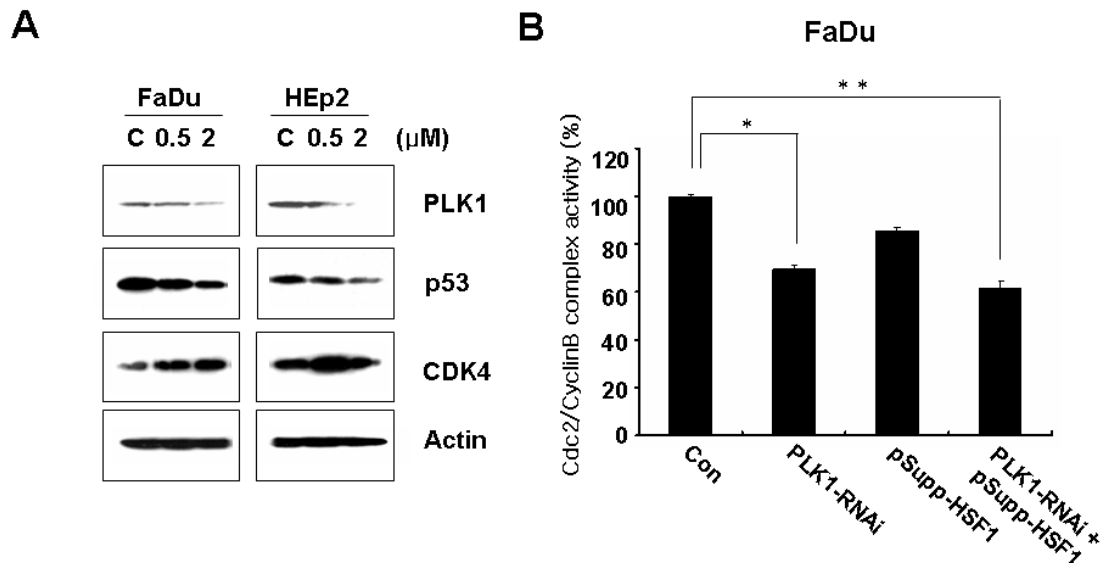 A
FaDu
HEp2
C 0.5 2
C 0.5 2
(µM)
PLK1
p53
CDK4
Actin
B
FaDu
* *
*
Cdc2/CyclinB complex activity (%)
120
100
80
60
40
20
0
Con
PLK1-RNAi
pSupp-HSF1
PLK1-RNAi +
pSupp-HSF1